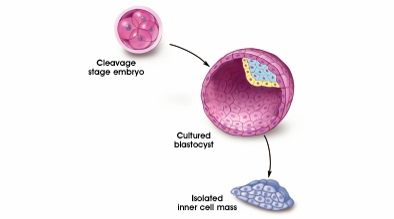 Cleavage
stage embryo
Cultured
blastocyst
Isolated
inner cell mass